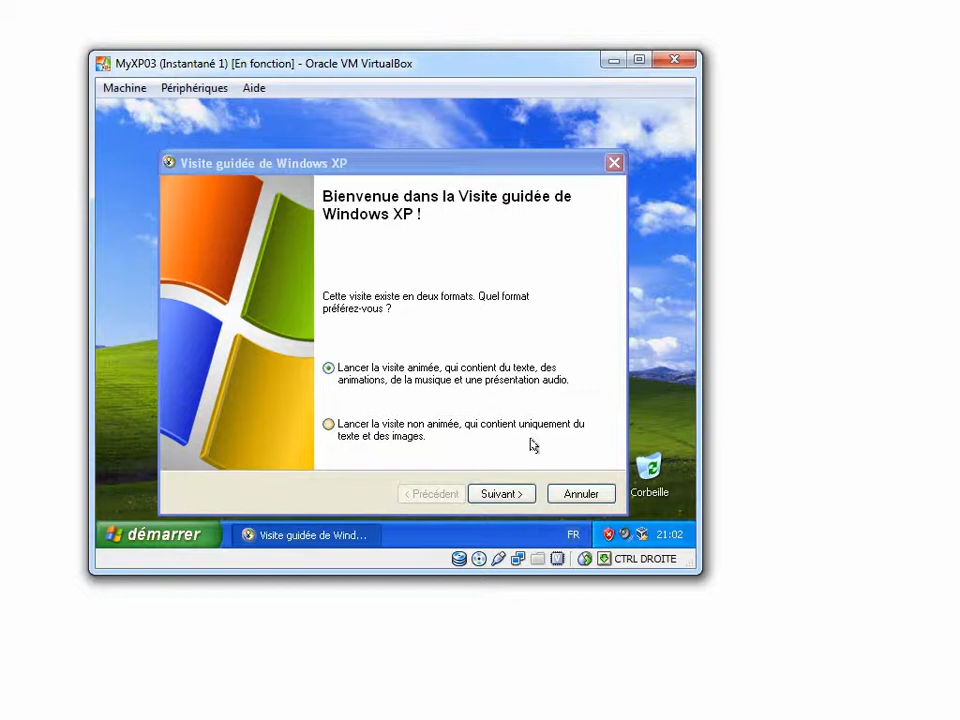 MyXP03 (Instantané 1) [En fonction] - Oracle VM VirtualBox
Machine Périphériques Aide
Visite guidée de Windows XP
Bienvenue dans la Visite guidée de
Windows XP !
Cette visite existe en deux formats. Quel format
préférez-vous ?
Lancer la visite animée, qui contient du texte, des
animations, de la musique et une présentation audio.
Lancer la visite non animée, qui contient uniquement du
texte et des images.
< Précédent Suivant > Annuler
Corbeille
démarrer Visite guidée de Wind... FR 21:02
CTRL DROITE